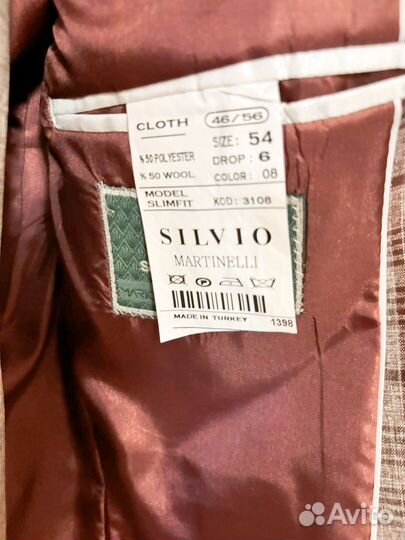 CLOTH 46/56
SIZE: 54
% 50 POLYESTER DROP: 6
% 50 WOOL COLOR: 08
MODEL
SLIMFIT KOD: 3108
SILVIO
MARTINELLI
MADE IN TURKEY 1398
Avito